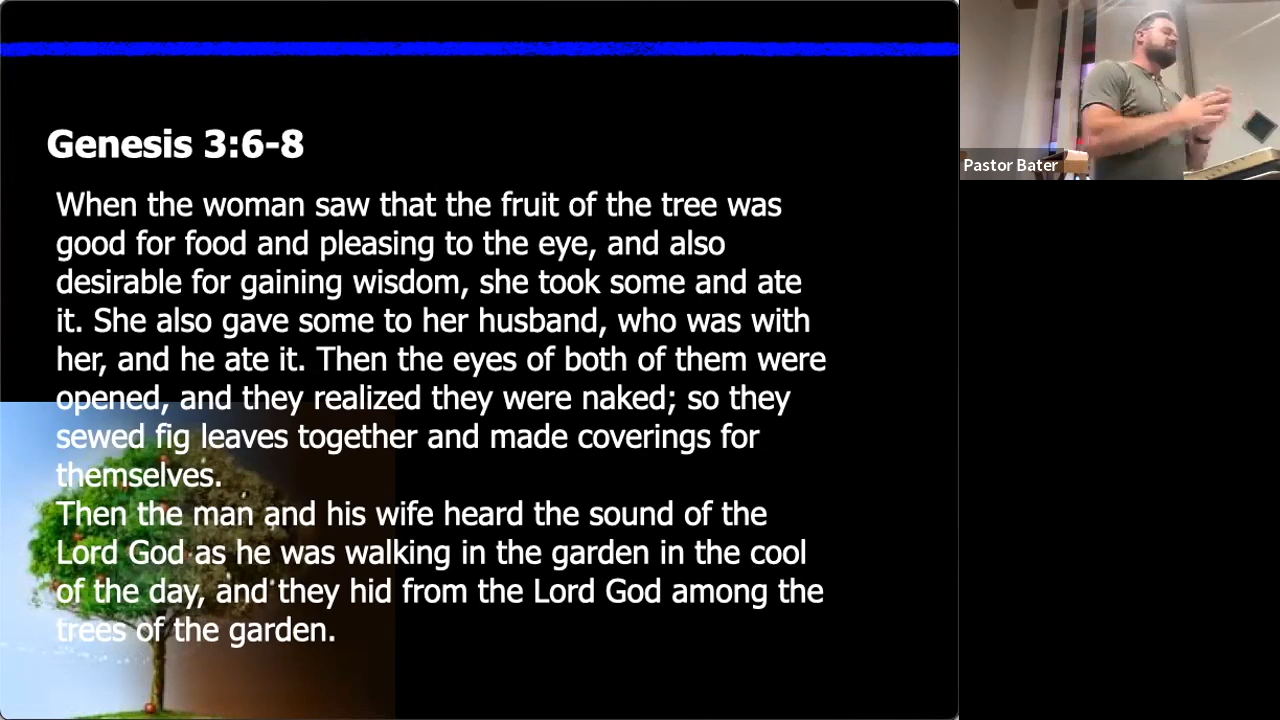 Genesis 3:6-8
When the woman saw that the fruit of the tree was
good for food and pleasing to the eye, and also
desirable for gaining wisdom, she took some and ate
it. She also gave some to her husband, who was with
her, and he ate it. Then the eyes of both of them were
opened, and they realized they were naked; so they
sewed fig leaves together and made coverings for
themselves.
Then the man and his wife heard the sound of the
Lord God as he was walking in the garden in the cool
of the day, and they hid from the Lord God among the
trees of the garden.
Pastor Bater